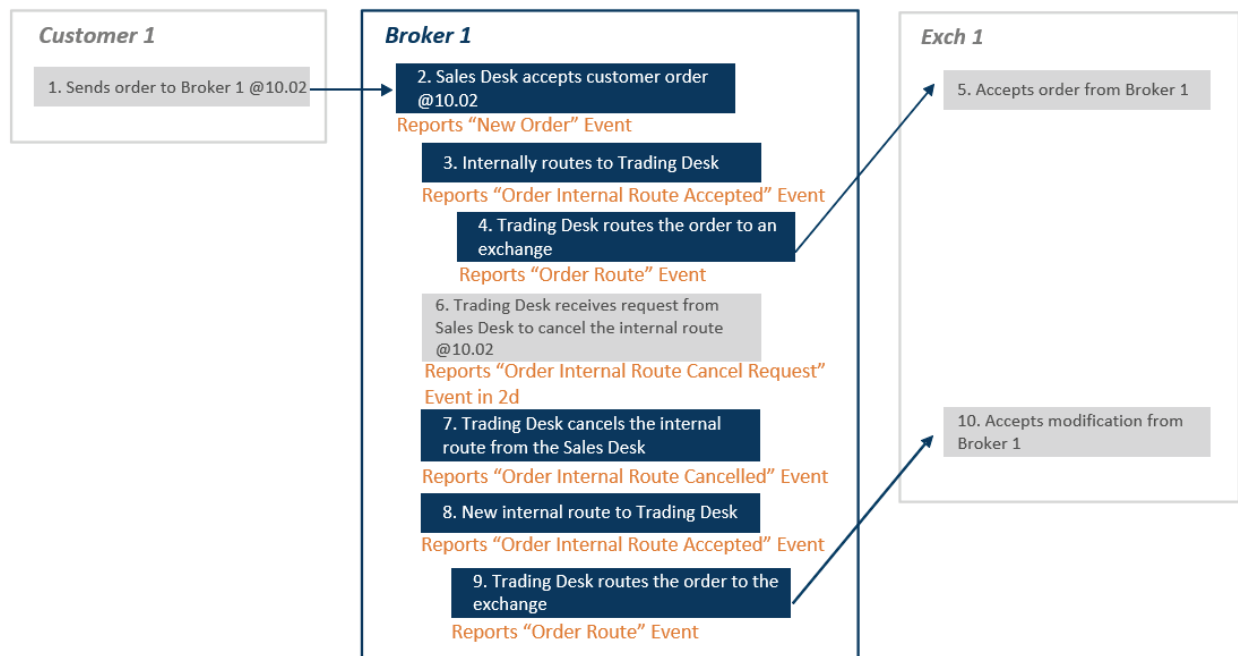 Customer 1
1. Sends order to Broker 1 @10.02
Broker 1
2. Sales Desk accepts customer order
@10.02
Reports “New Order” Event
3. Internally routes to Trading Desk
Reports “Order Internal Route Accepted” Event
4. Trading Desk routes the order to an
exchange
Reports “Order Route” Event
6. Trading Desk receives request from
Sales Desk to cancel the internal route
@10.02
Reports “Order Internal Route Cancel Request”
Event in 2d
7. Trading Desk cancels the internal
route from the Sales Desk
Reports “Order Internal Route Cancelled” Event
8. New internal route to Trading Desk
Reports “Order Internal Route Accepted” Event
9. Trading Desk routes the order to the
exchange
Reports “Order Route” Event
Exch 1
5. Accepts order from Broker 1
10. Accepts modification from
Broker 1